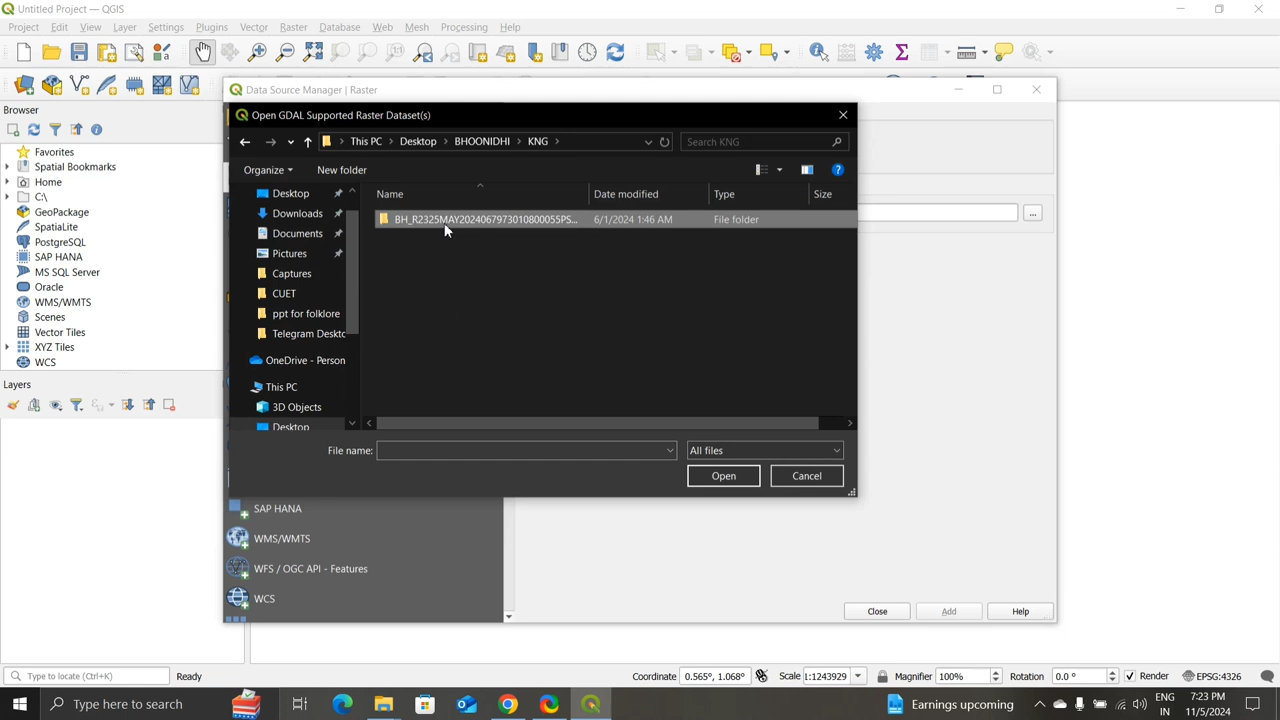 Untitled Project — QGIS
Project Edit View Layer Settings Plugins Vector Raster Database Web Mesh Processing Help
Data Source Manager | Raster
Open GDAL Supported Raster Dataset(s)
Browser
This PC > Desktop > BHOONIDHI > KNG >
Search KNG
Organize
New folder
Name
Date modified
Type
Size
BH_R2325MAY2024067973010800055PS...
6/1/2024 1:46 AM
File folder
Desktop
Downloads
Documents
Pictures
Captures
CUET
ppt for folklore
Telegram Deskto
OneDrive - Person
This PC
3D Objects
Desktop
File name:
All files
Open
Cancel
Favorites
Spatial Bookmarks
Home
C:\
GeoPackage
SpatiaLite
PostgreSQL
SAP HANA
MS SQL Server
Oracle
WMS/WMTS
Scenes
Vector Tiles
XYZ Tiles
WCS
Layers
...
SAP HANA
WMS/WMTS
WFS / OGC API - Features
WCS
Close
Add
Help
Type to locate (Ctrl+K)
Ready
Coordinate 0.565°, 1.068°
Scale 1:1243929
Magnifier 100%
Rotation 0.0 °
Render
EPSG:4326
Type here to search
Earnings upcoming
ENG
IN
7:23 PM
11/5/2024